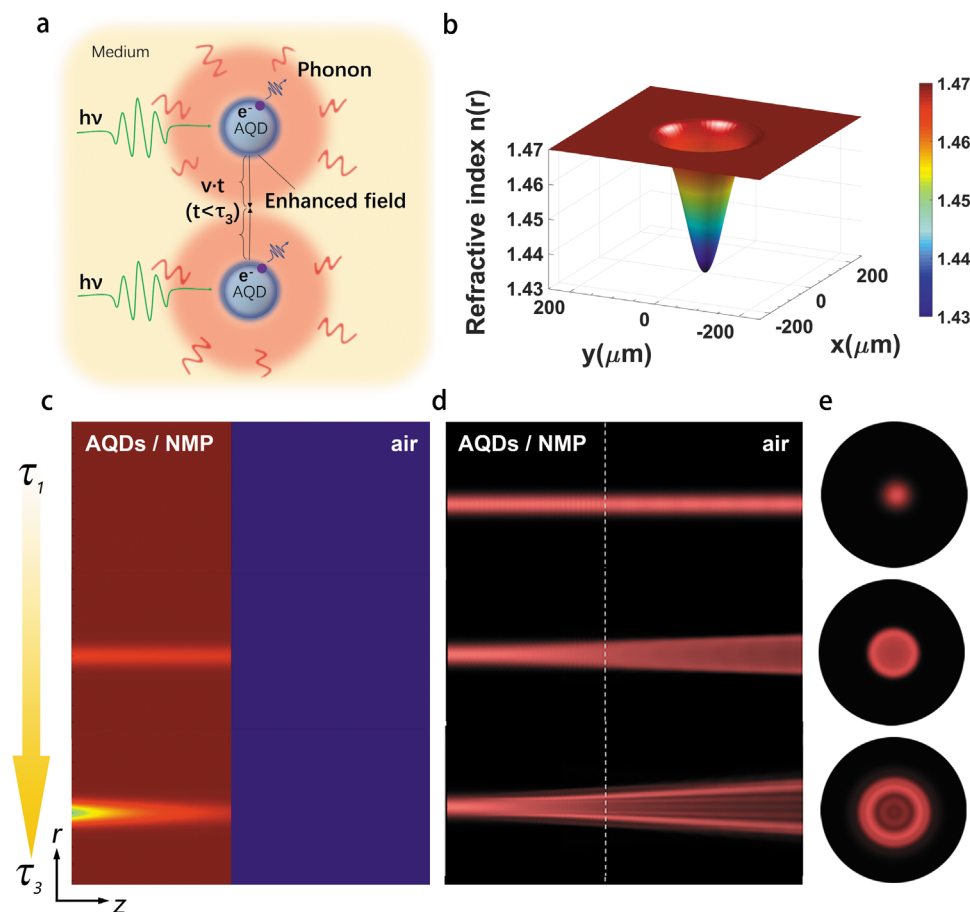 a
Medium
Phonon
hν
e-
AQD
v·t
(t<τ3)
Enhanced field
hν
e-
AQD
b
Refractive index n(r)
1.47
1.46
1.45
1.44
1.43
200
0
-200
y(μm)
-200
0
200
x(μm)
1.47
1.46
1.45
1.44
1.43
c
AQDs / NMP
air
τ1
τ3
r
z
d
AQDs / NMP
air
e